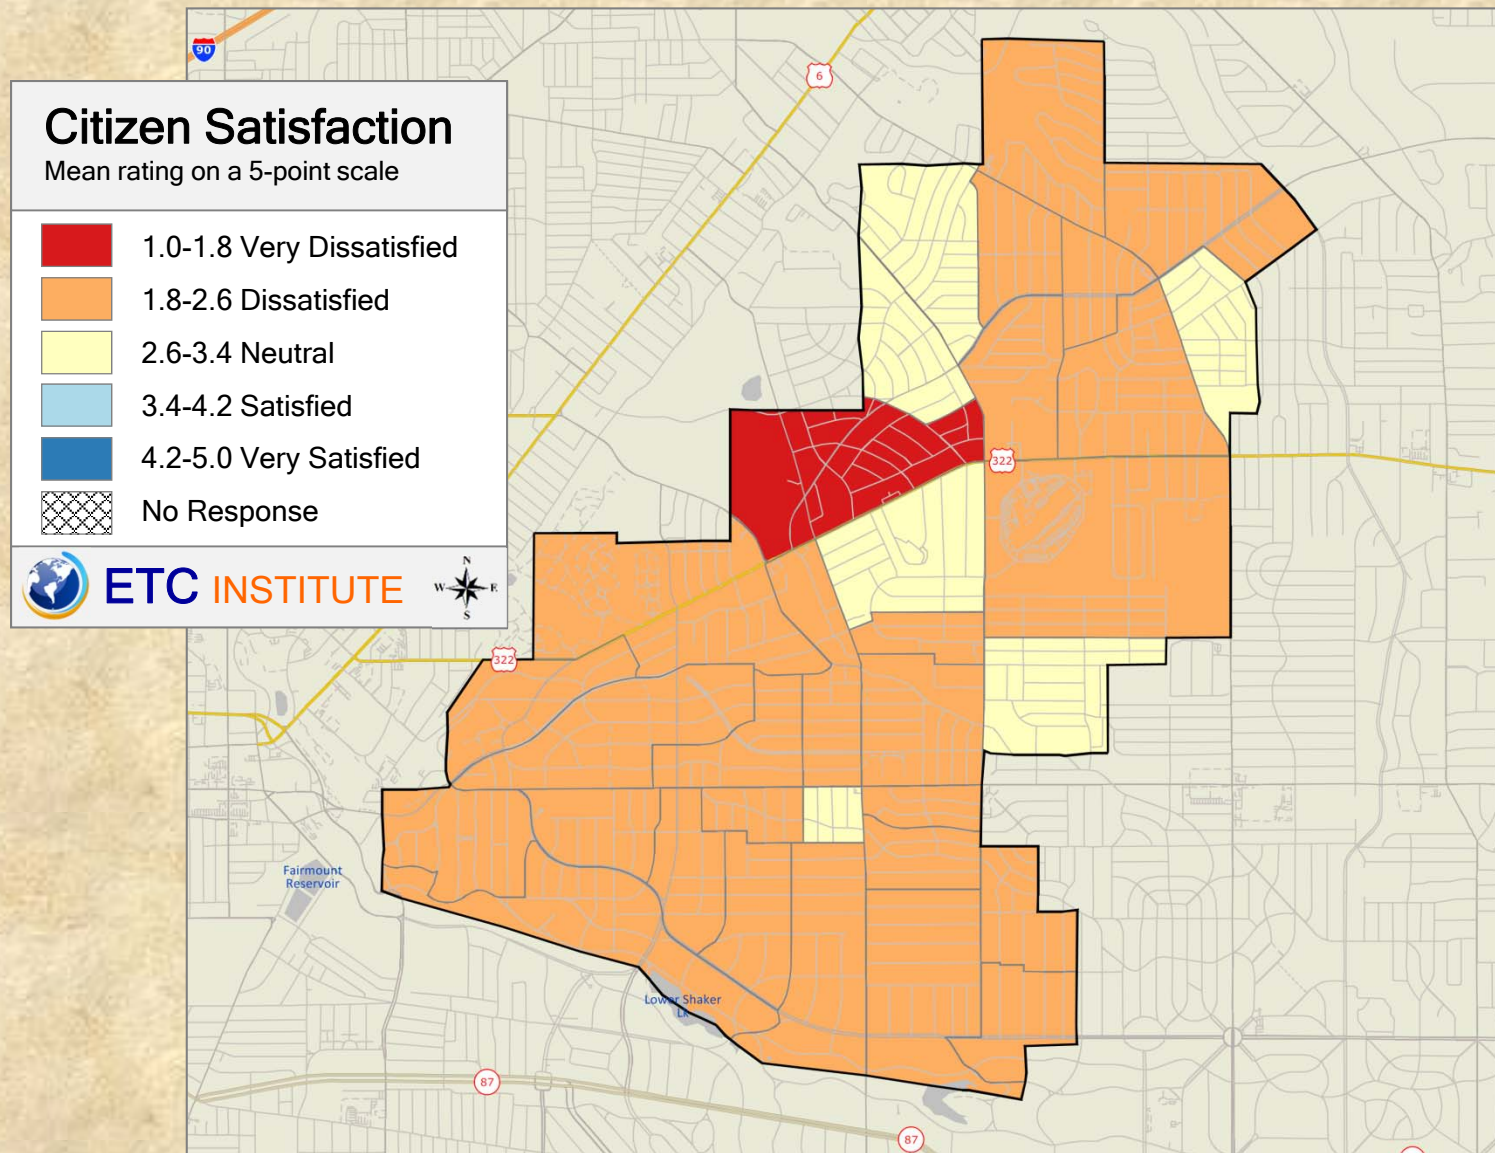 90
6
Citizen Satisfaction
Mean rating on a 5-point scale
1.0-1.8 Very Dissatisfied
1.8-2.6 Dissatisfied
2.6-3.4 Neutral
3.4-4.2 Satisfied
4.2-5.0 Very Satisfied
No Response
ETC INSTITUTE
N
W E
S
322
322
Fairmount
Reservoir
Lower Shaker
Lk
87
87